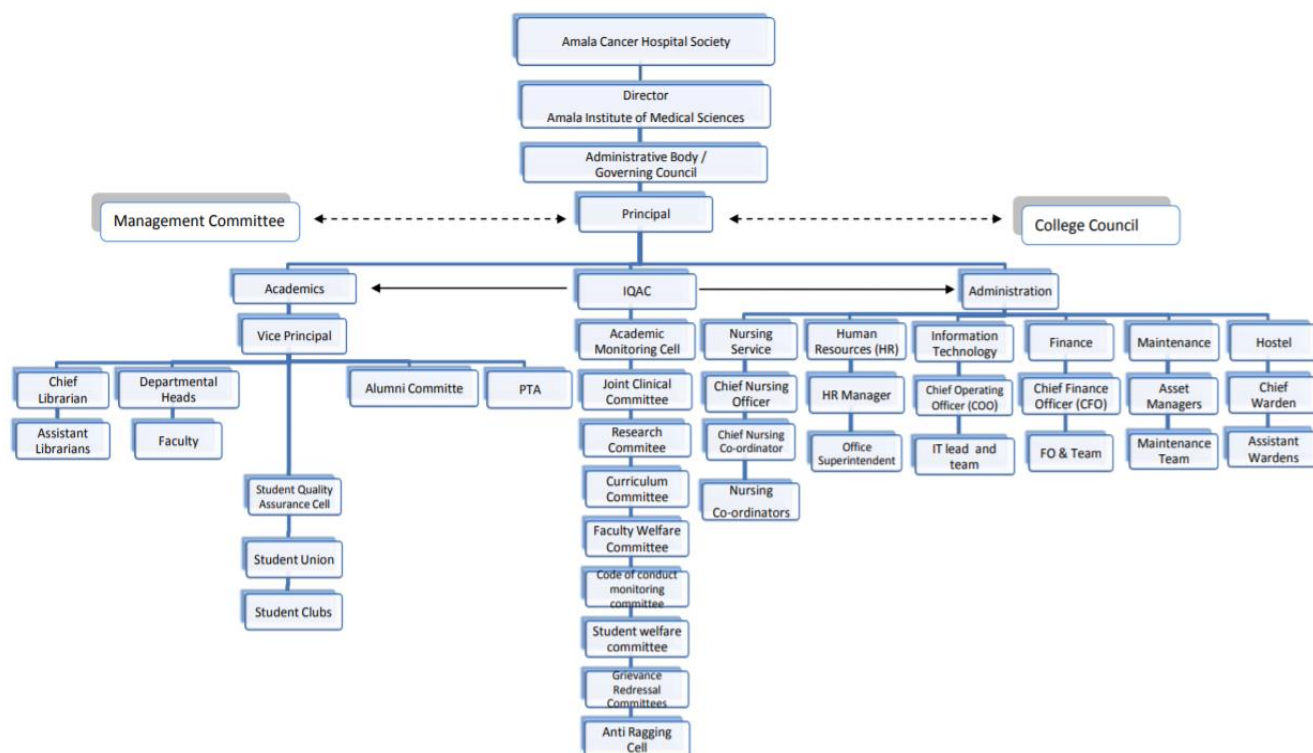 Amala Cancer Hospital Society
Director
Amala Institute of Medical Sciences
Administrative Body /
Governing Council
Management Committee
Principal
College Council
Academics
IQAC
Administration
Vice Principal
Academic
Monitoring Cell
Nursing
Service
Human
Resources (HR)
Information
Technology
Finance
Maintenance
Hostel
Chief
Librarian
Departmental
Heads
Alumni Committe
PTA
Joint Clinical
Committee
Chief Nursing
Officer
HR Manager
Chief Operating
Officer (COO)
Chief Finance
Officer (CFO)
Asset
Managers
Chief
Warden
Assistant
Librarians
Faculty
Research
Commitee
Chief Nursing
Co-ordinator
Office
Superintendent
IT lead and
team
FO & Team
Maintenance
Team
Assistant
Wardens
Student Quality
Assurance Cell
Curriculum
Committee
Nursing
Co-ordinators
Student Union
Faculty Welfare
Committee
Student Clubs
Code of conduct
monitoring
committee
Student welfare
committee
Grievance
Redressal
Committees
Anti Ragging
Cell